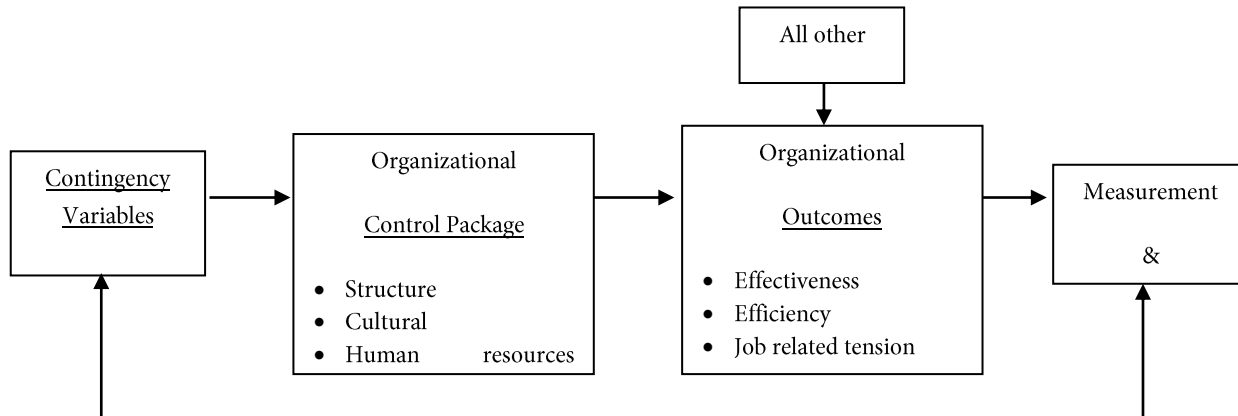 All other
Contingency
Variables
Organizational
Control Package
• Structure
• Cultural
• Human resources
Organizational
Outcomes
• Effectiveness
• Efficiency
• Job related tension
Measurement
&